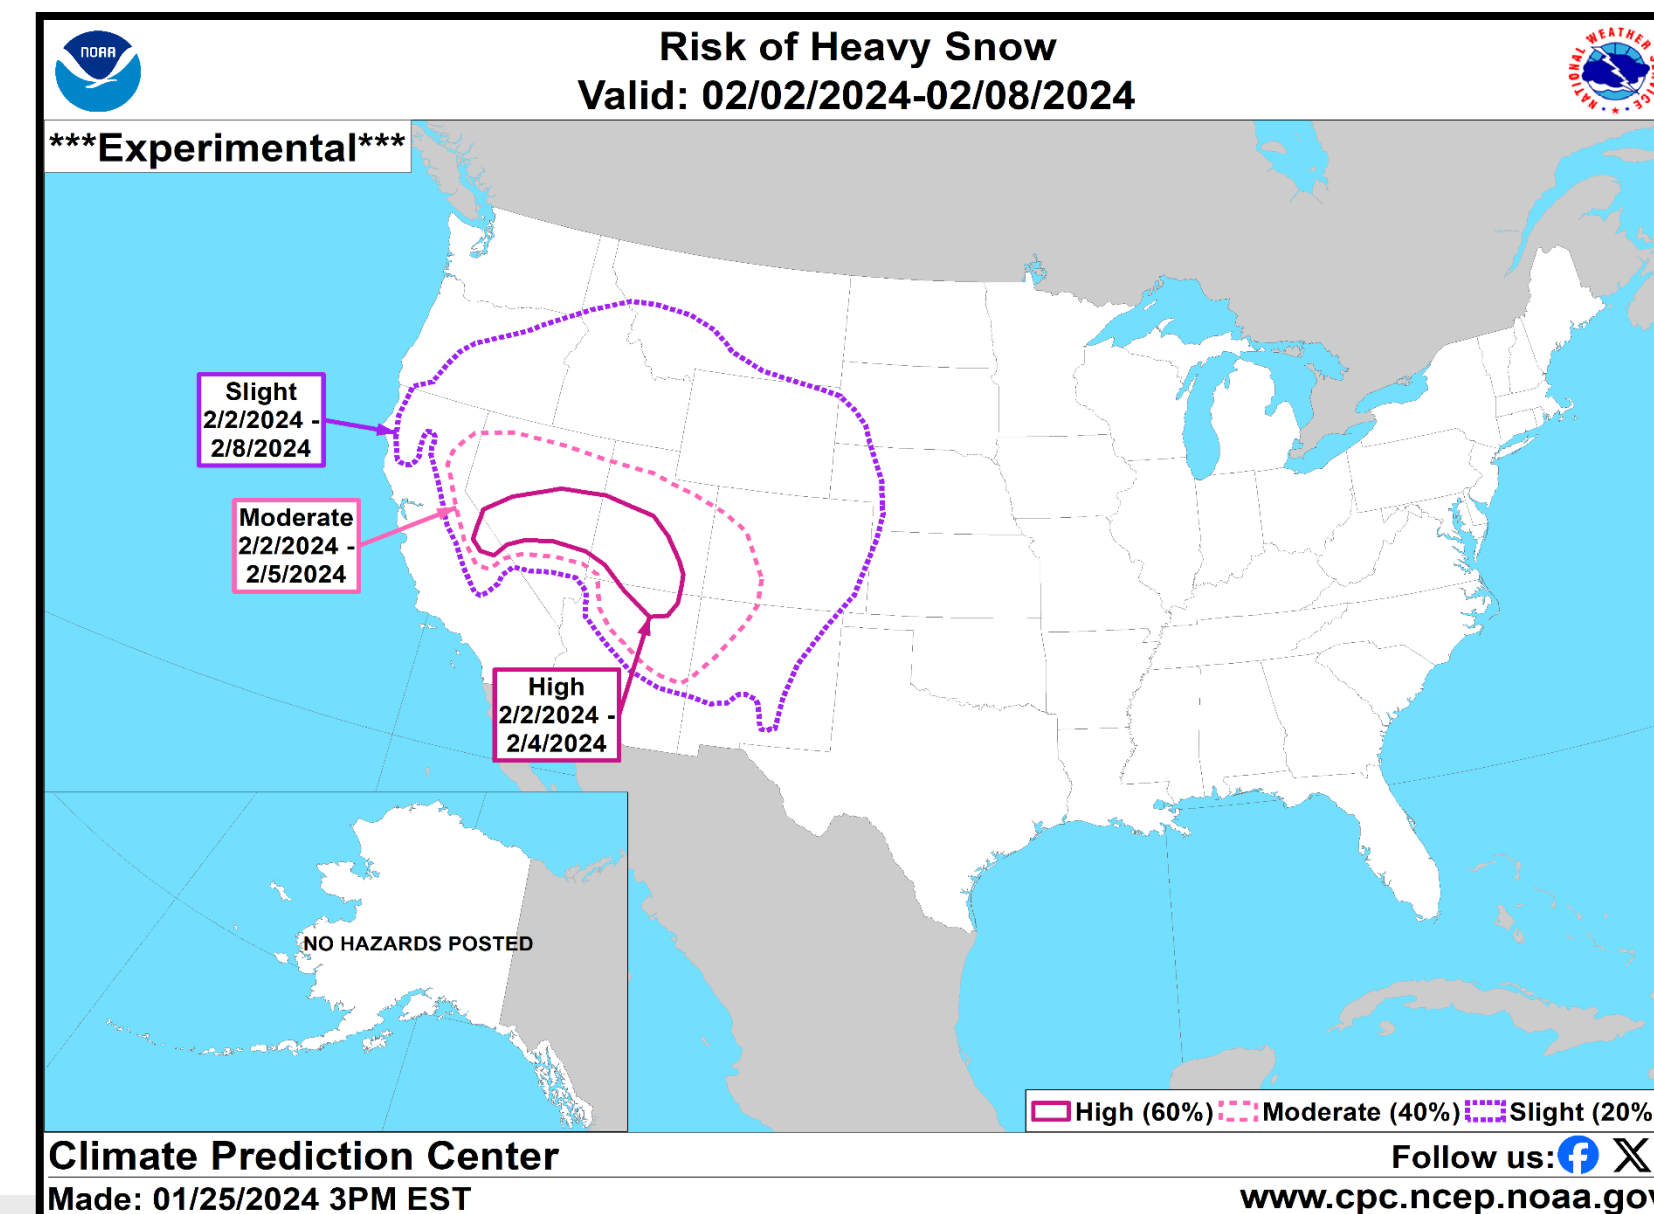 NOAA
Risk of Heavy Snow
Valid: 02/02/2024-02/08/2024
NATIONAL WEATHER SERVICE
***Experimental***
Slight
2/2/2024 -
2/8/2024
Moderate
2/2/2024 -
2/5/2024
High
2/2/2024 -
2/4/2024
NO HAZARDS POSTED
High (60%) Moderate (40%) Slight (20%
Climate Prediction Center
Follow us:
Made: 01/25/2024 3PM EST
www.cpc.ncep.noaa.gov